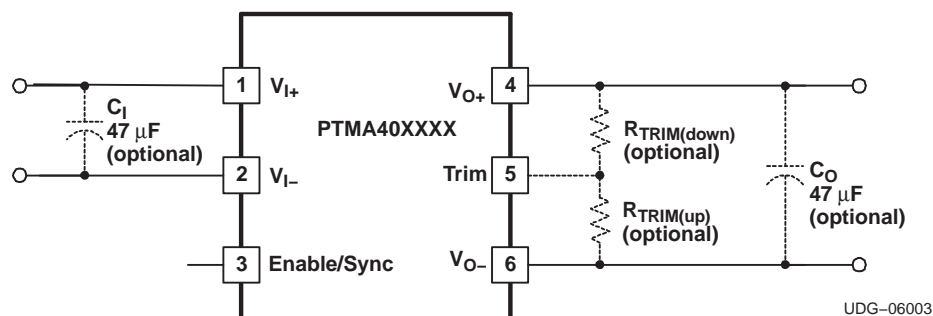 1
V_I+
C_I
47 μF
(optional)
2
V_I–
3
Enable/Sync
PTMA40XXXX
4
V_O+
5
Trim
6
V_O–
R_TRIM(down)
(optional)
R_TRIM(up)
(optional)
C_O
47 μF
(optional)
UDG–06003